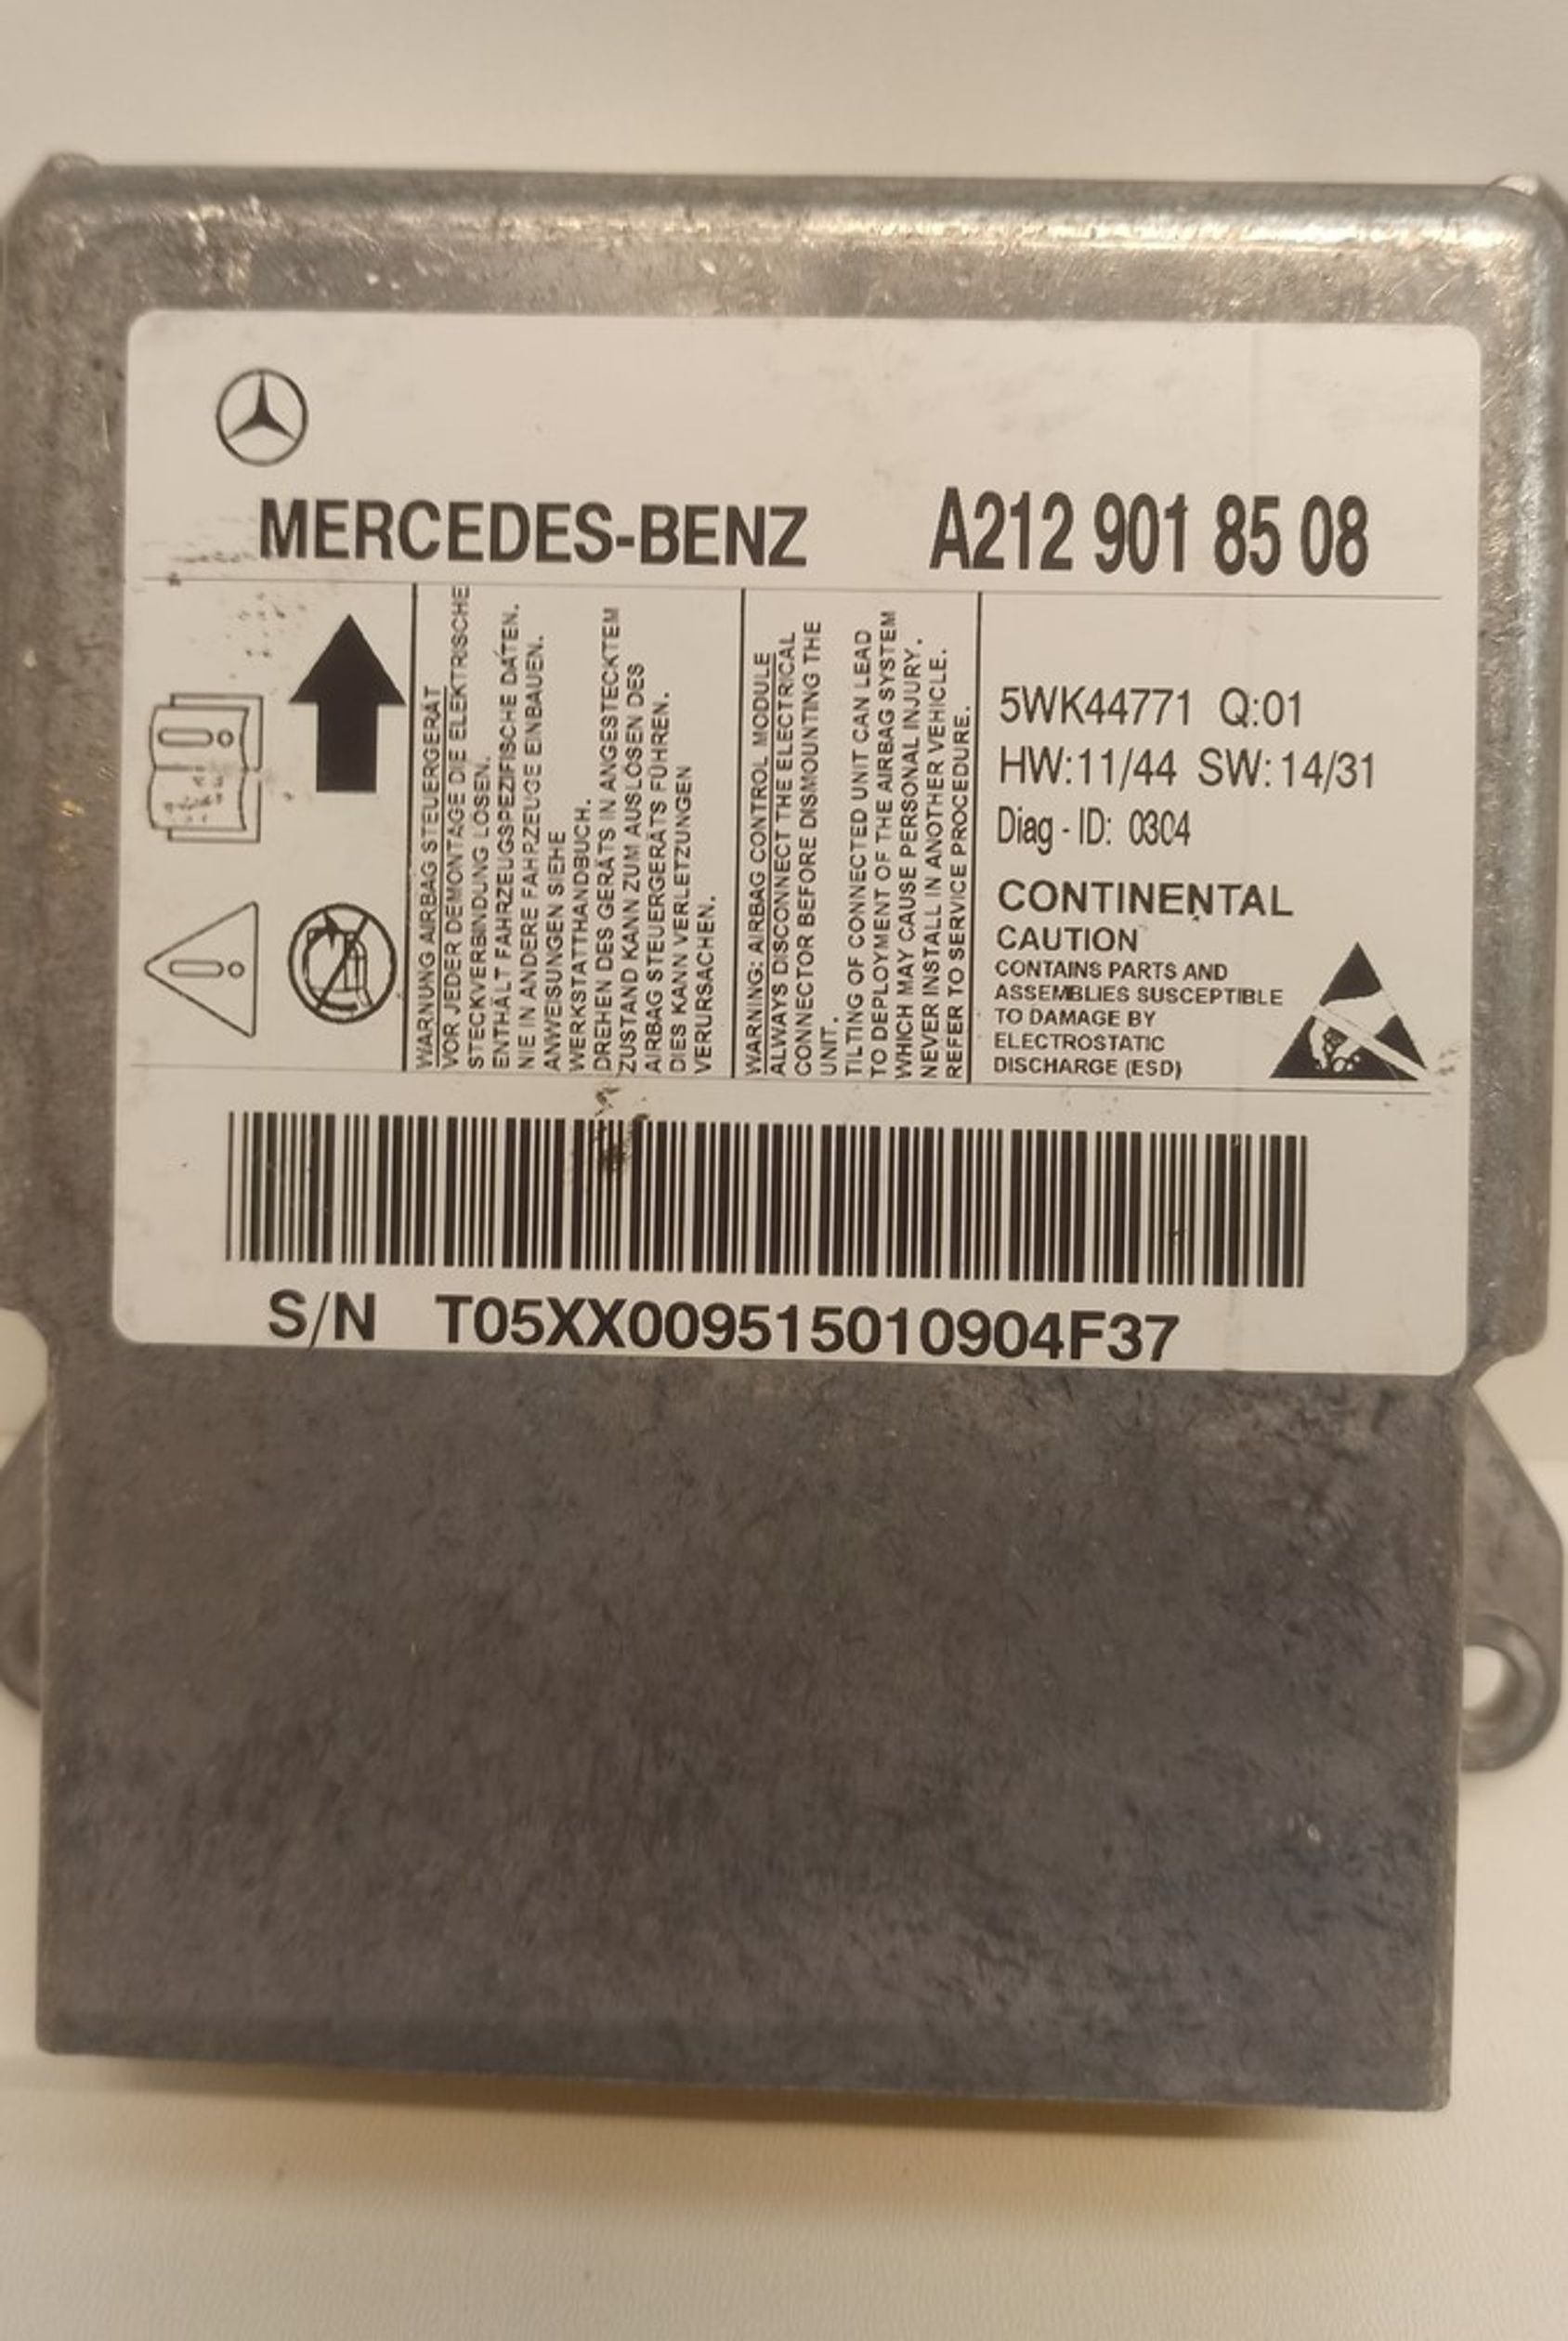 MERCEDES-BENZ A212 901 85 08
WARNUNG AIRBAG STEUERGERÄT
VOR JEDER DEMONTAGE DIE ELEKTRISCHE
STECKVERBINDUNG LÖSEN.
ENTHÄLT FAHRZEUGSPEZIFISCHE DATEN.
NIE IN ANDERE FAHRZEUGE EINBAUEN.
ANWEISUNGEN SIEHE
WERKSTATTHANDBUCH.
DREHEN DES GERÄTS IN ANGESTECKTEM
ZUSTAND KANN ZUM AUSLÖSEN DES
AIRBAG STEUERGERÄTS FÜHREN.
DIES KANN VERLETZUNGEN
VERURSACHEN.
WARNING: AIRBAG CONTROL MODULE
ALWAYS DISCONNECT THE ELECTRICAL
CONNECTOR BEFORE DISMOUNTING THE
UNIT.
TILTING OF CONNECTED UNIT CAN LEAD
TO DEPLOYMENT OF THE AIRBAG SYSTEM
WHICH MAY CAUSE PERSONAL INJURY.
NEVER INSTALL IN ANOTHER VEHICLE.
REFER TO SERVICE PROCEDURE.
5WK44771 Q:01
HW:11/44 SW:14/31
Diag - ID: 0304
CONTINENTAL
CAUTION
CONTAINS PARTS AND
ASSEMBLIES SUSCEPTIBLE
TO DAMAGE BY
ELECTROSTATIC
DISCHARGE (ESD)
S/N T05XX009515010904F37